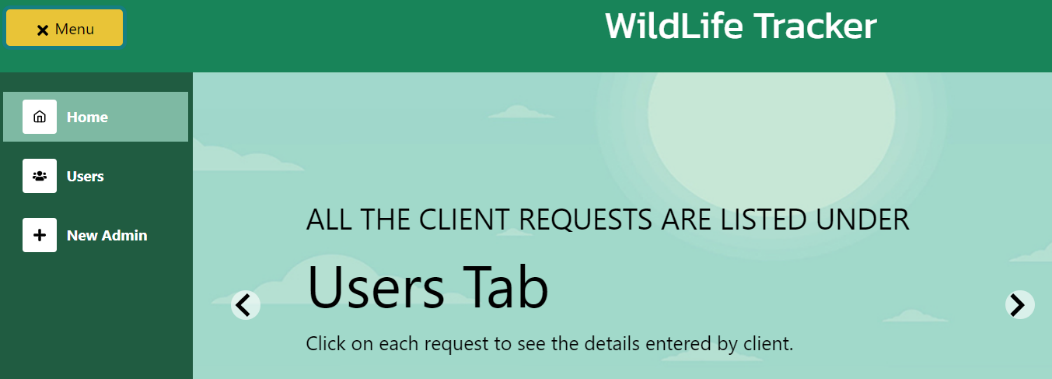 Menu
WildLife Tracker
Home
Users
New Admin
ALL THE CLIENT REQUESTS ARE LISTED UNDER
Users Tab
Click on each request to see the details entered by client.